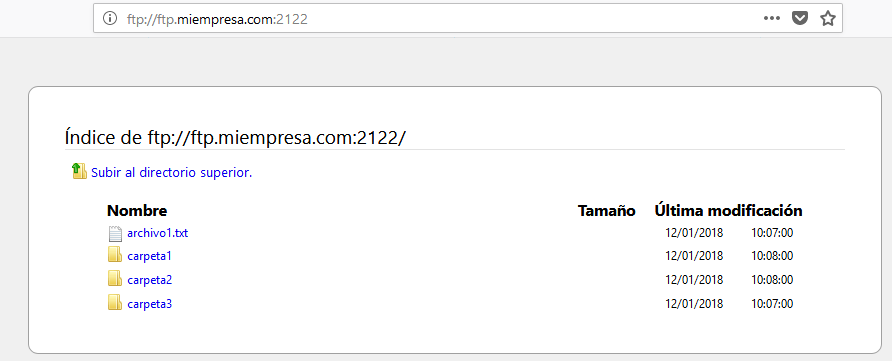 ftp://ftp.miempresa.com:2122
Índice de ftp://ftp.miempresa.com:2122/
Subir al directorio superior.
Nombre Tamaño Última modificación
archivo1.txt 12/01/2018 10:07:00
carpeta1 12/01/2018 10:08:00
carpeta2 12/01/2018 10:08:00
carpeta3 12/01/2018 10:07:00